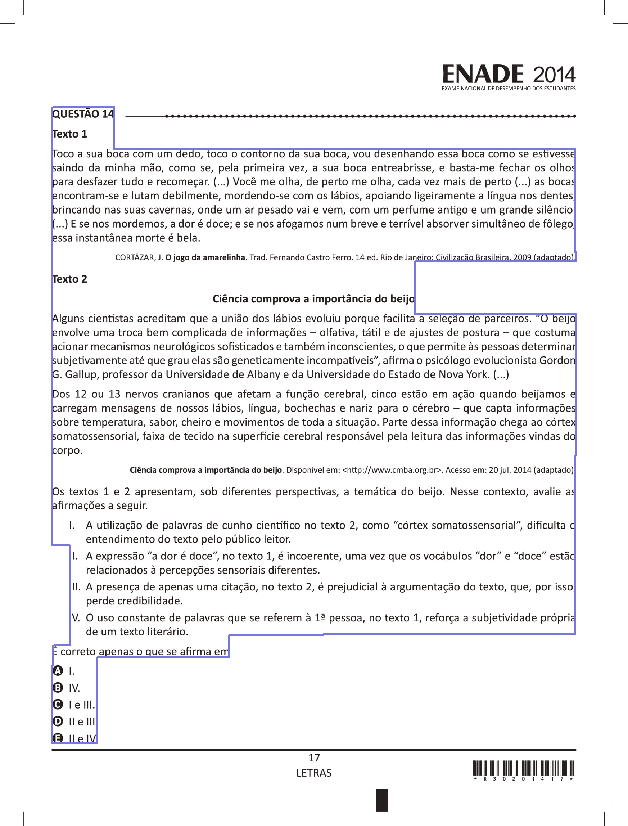 ENADE 2014
EXAME NACIONAL DE DESEMPENHO DOS ESTUDANTES
QUESTÃO 14
Texto 1
Toco a sua boca com um dedo, toco o contorno da sua boca, vou desenhando essa boca como se estivesse
saindo da minha mão, como se, pela primeira vez, a sua boca entreabrisse, e basta-me fechar os olhos
para desfazer tudo e recomeçar. (...) Você me olha, de perto me olha, cada vez mais de perto (...) as bocas
encontram-se e lutam debilmente, mordendo-se com os lábios, apoiando ligeiramente a língua nos dentes,
brincando nas suas cavernas, onde um ar pesado vai e vem, com um perfume antigo e um grande silêncio.
(...) E se nos mordemos, a dor é doce; e se nos afogamos num breve e terrível absorver simultâneo de fôlego,
essa instantânea morte é bela.
CORTÁZAR, J. O jogo da amarelinha. Trad. Fernando Castro Ferro. 14 ed. Rio de Janeiro: Civilização Brasileira, 2009 (adaptado).
Texto 2
Ciência comprova a importância do beijo
Alguns cientistas acreditam que a união dos lábios evoluiu porque facilita a seleção de parceiros. “O beijo
envolve uma troca bem complicada de informações – olfativa, tátil e de ajustes de postura – que costuma
acionar mecanismos neurológicos sofisticados e também inconscientes, o que permite às pessoas determinar
subjetivamente até que grau elas são geneticamente incompatíveis”, afirma o psicólogo evolucionista Gordon
G. Gallup, professor da Universidade de Albany e da Universidade do Estado de Nova York. (...)
Dos 12 ou 13 nervos cranianos que afetam a função cerebral, cinco estão em ação quando beijamos e
carregam mensagens de nossos lábios, língua, bochechas e nariz para o cérebro – que capta informações
sobre temperatura, sabor, cheiro e movimentos de toda a situação. Parte dessa informação chega ao córtex
somatossensorial, faixa de tecido na superfície cerebral responsável pela leitura das informações vindas do
corpo.
Ciência comprova a importância do beijo. Disponível em: <http://www.cmba.org.br>. Acesso em: 20 jul. 2014 (adaptado).
Os textos 1 e 2 apresentam, sob diferentes perspectivas, a temática do beijo. Nesse contexto, avalie as
afirmações a seguir.
I. A utilização de palavras de cunho científico no texto 2, como “córtex somatossensorial”, dificulta o
entendimento do texto pelo público leitor.
I. A expressão “a dor é doce”, no texto 1, é incoerente, uma vez que os vocábulos “dor” e “doce” estão
relacionados à percepções sensoriais diferentes.
II. A presença de apenas uma citação, no texto 2, é prejudicial à argumentação do texto, que, por isso,
perde credibilidade.
V. O uso constante de palavras que se referem à 1ª pessoa, no texto 1, reforça a subjetividade própria
de um texto literário.
É correto apenas o que se afirma em
A I.
B IV.
C I e III.
D II e III
E II e IV
17
LETRAS
*R3020141 7*